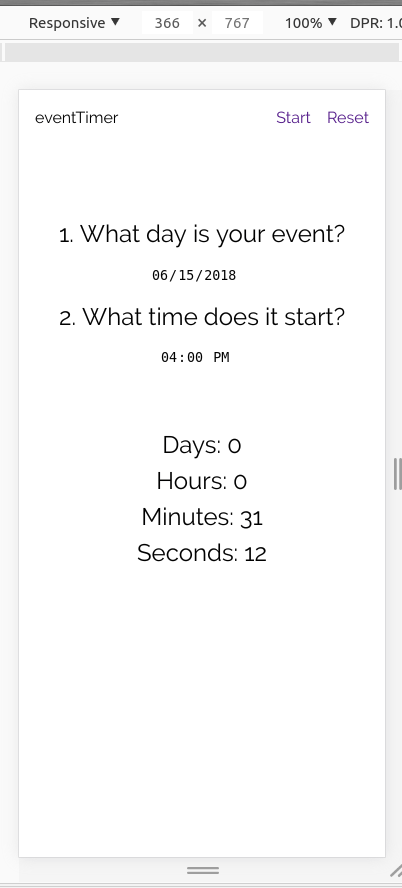 Responsive ▼ 366 × 767 100% ▼ DPR: 1.0
eventTimer Start Reset
1. What day is your event?
06/15/2018
2. What time does it start?
04:00 PM
Days: 0
Hours: 0
Minutes: 31
Seconds: 12